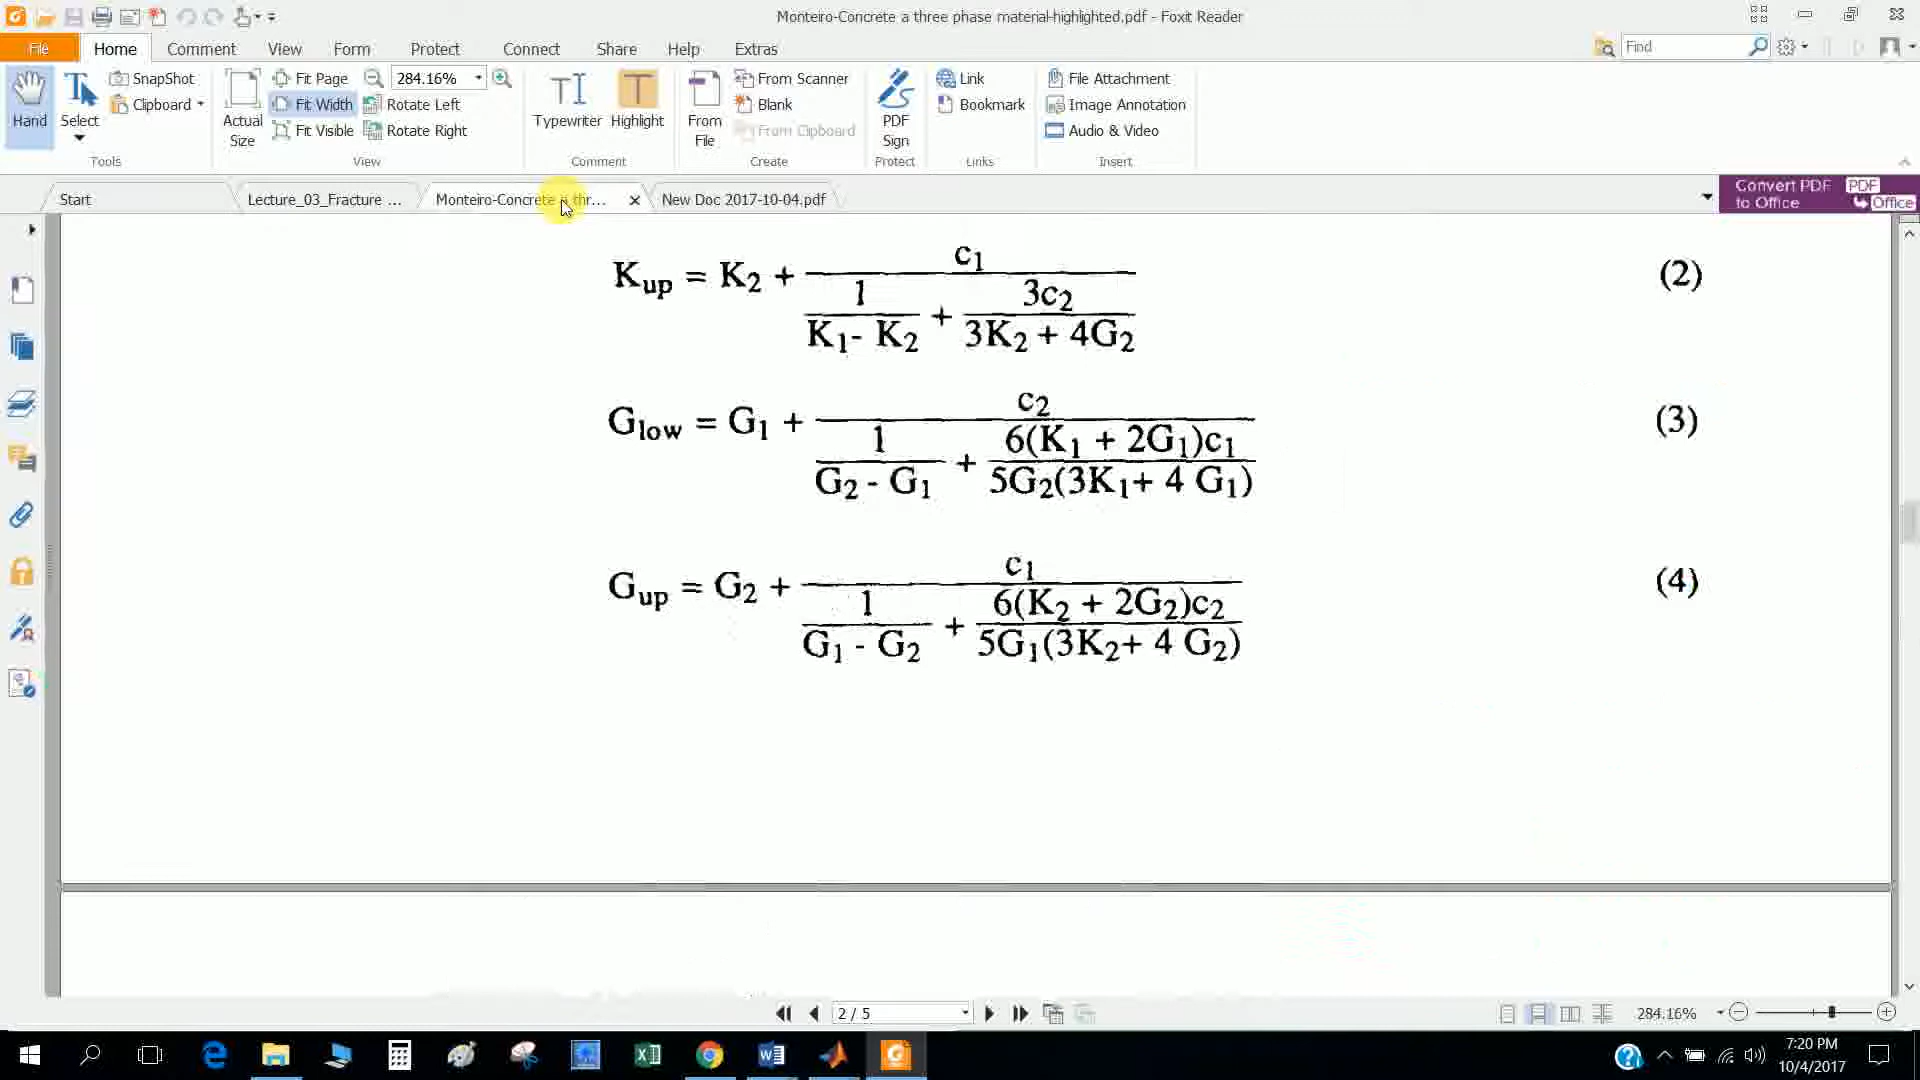 Monteiro-Concrete a three phase material-highlighted.pdf - Foxit Reader
File Home Comment View Form Protect Connect Share Help Extras Find
Hand
Select
SnapShot
Clipboard
Tools
Actual Size
Fit Page
Fit Width
Fit Visible
284.16%
Rotate Left
Rotate Right
View
Typewriter
Highlight
Comment
From File
From Scanner
Blank
From Clipboard
Create
PDF Sign
Protect
Link
Bookmark
Links
File Attachment
Image Annotation
Audio & Video
Insert
Start
Lecture_03_Fracture ...
Monteiro-Concrete a thr...
New Doc 2017-10-04.pdf
Convert PDF to Office
PDF
Office
K_up = K_2 + c_1 / (1/(K_1- K_2) + 3c_2/(3K_2 + 4G_2)) (2)
G_low = G_1 + c_2 / (1/(G_2 - G_1) + 6(K_1 + 2G_1)c_1/(5G_2(3K_1+ 4 G_1))) (3)
G_up = G_2 + c_1 / (1/(G_1 - G_2) + 6(K_2 + 2G_2)c_2/(5G_1(3K_2+ 4 G_2))) (4)
2 / 5
284.16%
7:20 PM
10/4/2017